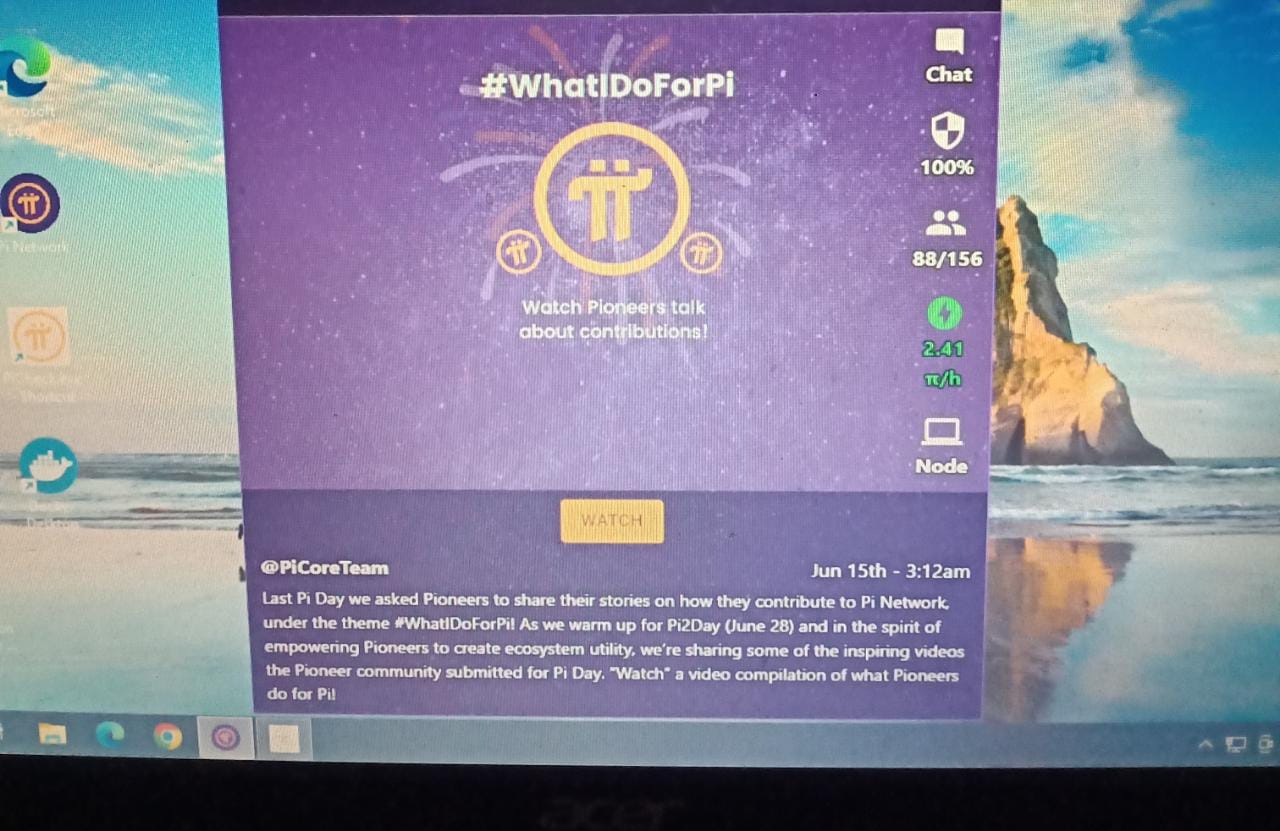 #WhatIDoForPi
Watch Pioneers talk
about contributions!
Chat
100%
88/156
2.41
π/h
Node
WATCH
@PiCoreTeam
Jun 15th - 3:12am
Last Pi Day we asked Pioneers to share their stories on how they contribute to Pi Network,
under the theme #WhatIDoForPi! As we warm up for Pi2Day (June 28) and in the spirit of
empowering Pioneers to create ecosystem utility, we're sharing some of the inspiring videos
the Pioneer community submitted for Pi Day. "Watch" a video compilation of what Pioneers
do for Pi!
Microsoft
Edge
Pi Network
Shortcut
Desktop
acer